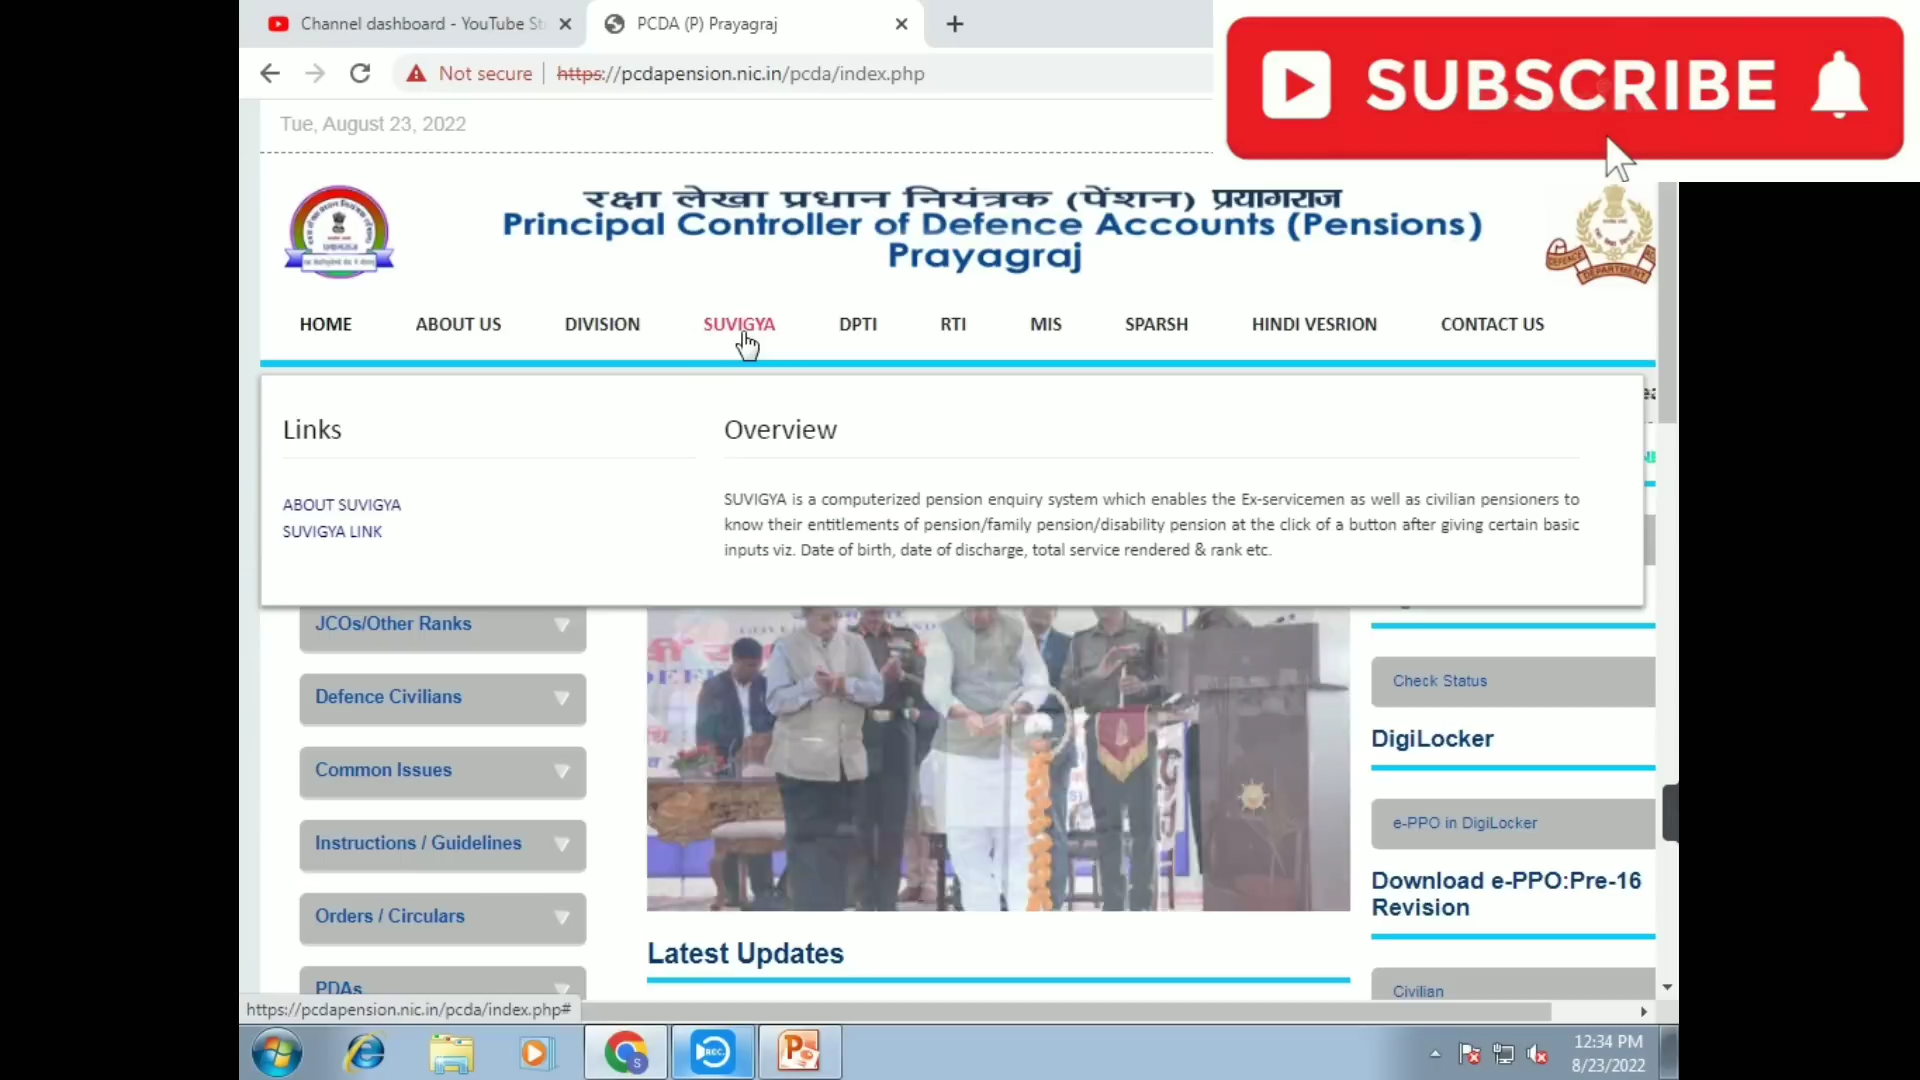 Channel dashboard - YouTube St
PCDA (P) Prayagraj
Not secure
https://pcdapension.nic.in/pcda/index.php
SUBSCRIBE
Tue, August 23, 2022
रक्षा लेखा प्रधान नियंत्रक (पेंशन) प्रयागराज
Principal Controller of Defence Accounts (Pensions)
Prayagraj
DEFENCE
DEPARTMENT
HOME ABOUT US DIVISION SUVIGYA DPTI RTI MIS SPARSH HINDI VESRION CONTACT US
Links
Overview
ABOUT SUVIGYA
SUVIGYA LINK
SUVIGYA is a computerized pension enquiry system which enables the Ex-servicemen as well as civilian pensioners to
know their entitlements of pension/family pension/disability pension at the click of a button after giving certain basic
inputs viz. Date of birth, date of discharge, total service rendered & rank etc.
JCOs/Other Ranks
Defence Civilians
Common Issues
Instructions / Guidelines
Orders / Circulars
PDAs
Latest Updates
Check Status
DigiLocker
e-PPO in DigiLocker
Download e-PPO:Pre-16
Revision
Civilian
https://pcdapension.nic.in/pcda/index.php#
REC
12:34 PM
8/23/2022